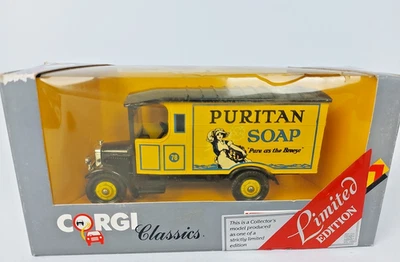 PURITAN
SOAP
"Pure as the Breeze"
78
CORGI
Classics
This is a Collector's
model produced
as one of a
strictly limited
edition
Limited
EDITION